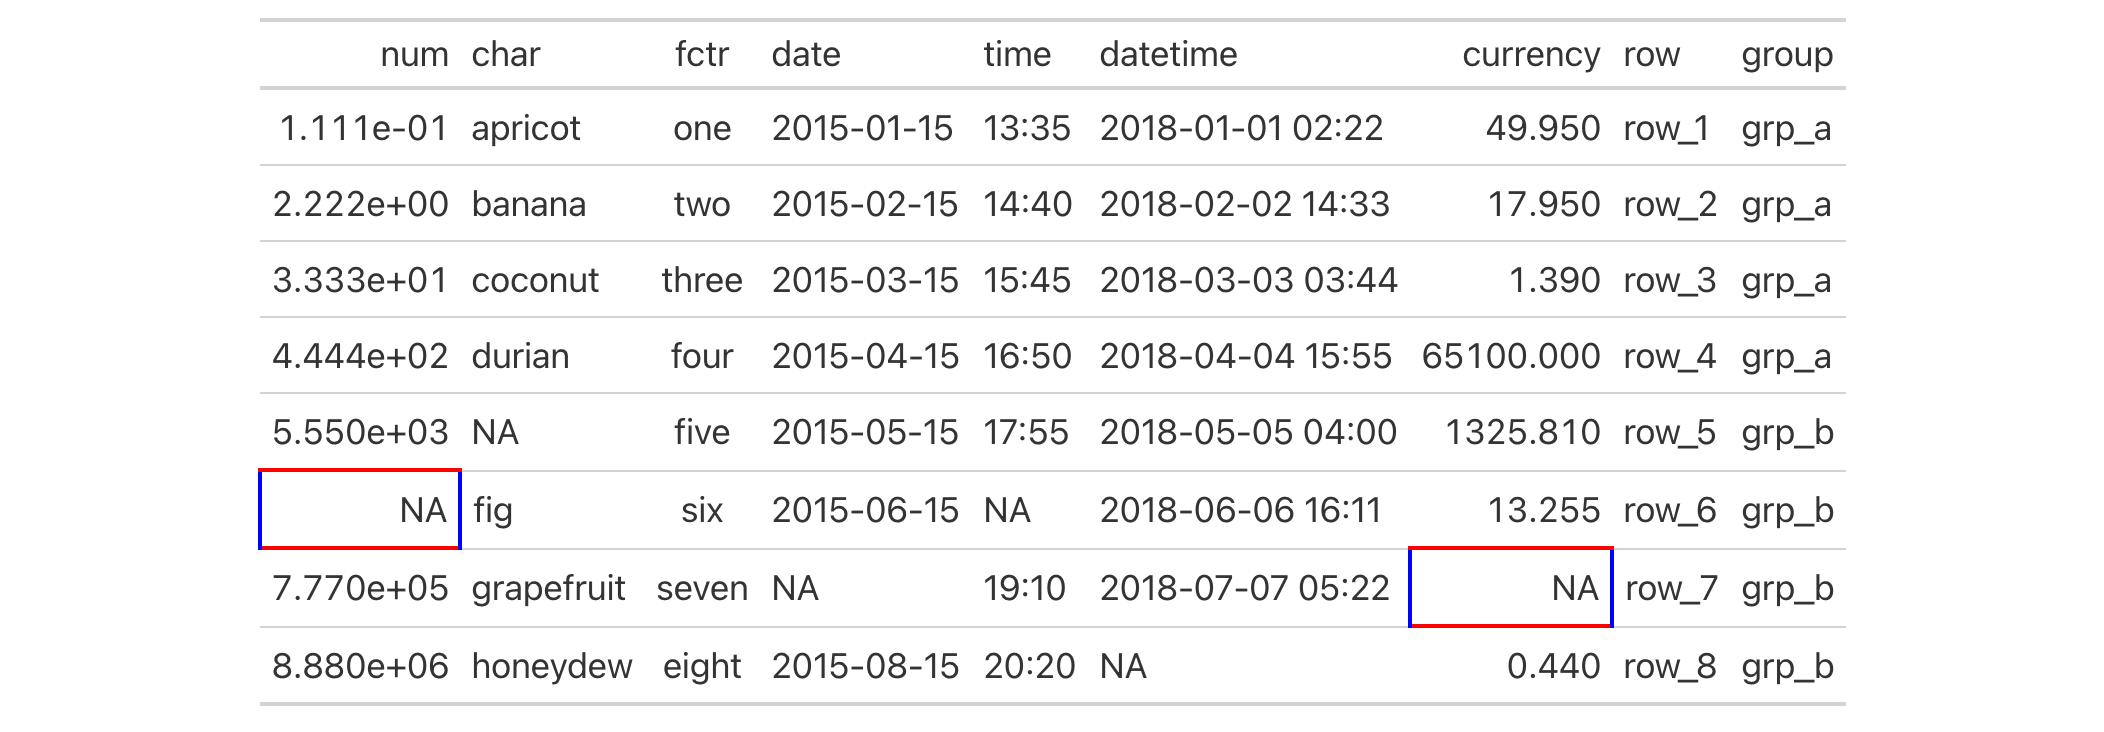 num char fctr date time datetime currency row group
1.111e-01 apricot one 2015-01-15 13:35 2018-01-01 02:22 49.950 row_1 grp_a
2.222e+00 banana two 2015-02-15 14:40 2018-02-02 14:33 17.950 row_2 grp_a
3.333e+01 coconut three 2015-03-15 15:45 2018-03-03 03:44 1.390 row_3 grp_a
4.444e+02 durian four 2015-04-15 16:50 2018-04-04 15:55 65100.000 row_4 grp_a
5.550e+03 NA five 2015-05-15 17:55 2018-05-05 04:00 1325.810 row_5 grp_b
NA fig six 2015-06-15 NA 2018-06-06 16:11 13.255 row_6 grp_b
7.770e+05 grapefruit seven NA 19:10 2018-07-07 05:22 NA row_7 grp_b
8.880e+06 honeydew eight 2015-08-15 20:20 NA 0.440 row_8 grp_b